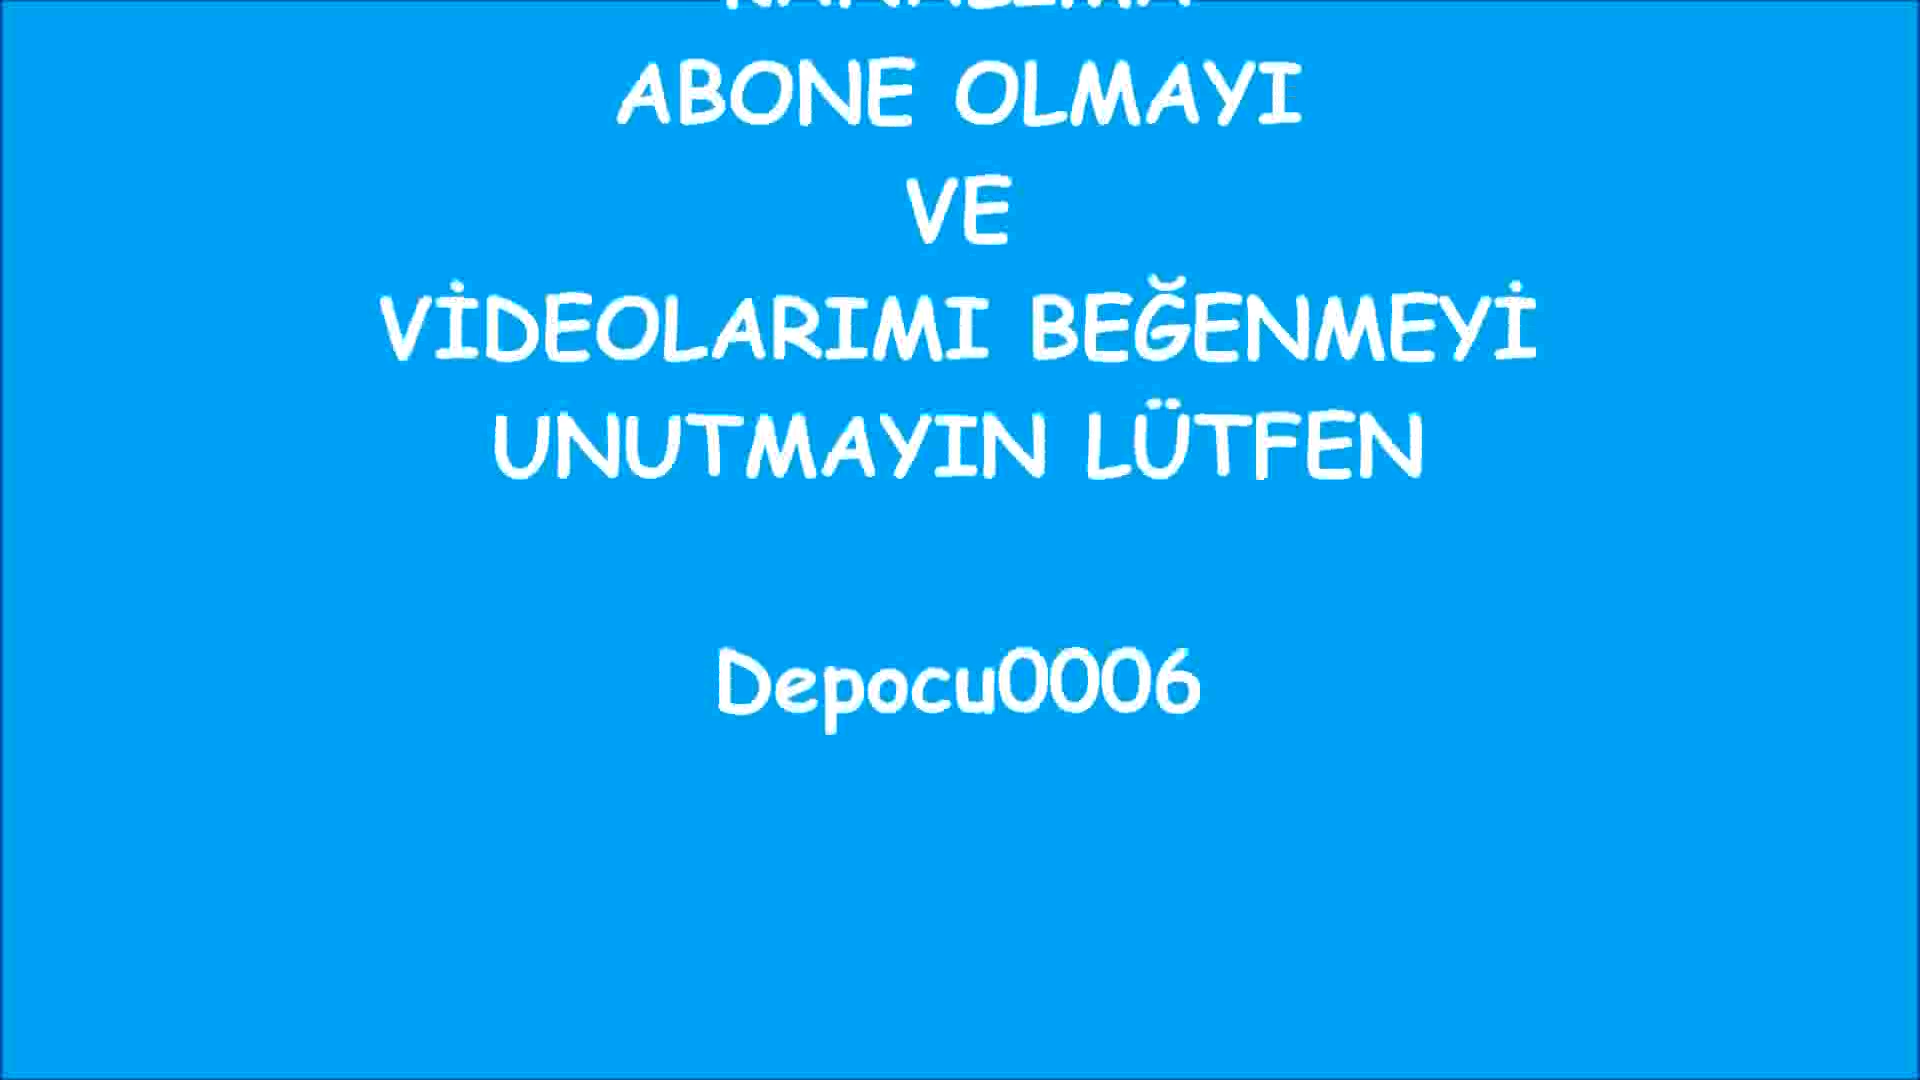 ABONE OLMAYI
VE
VİDEOLARIMI BEĞENMEYİ
UNUTMAYIN LÜTFEN
Depocu0006